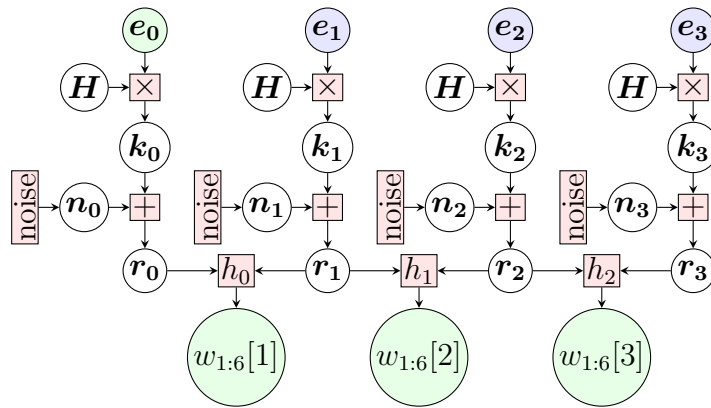 e₀ e₁ e₂ e₃
H × H × H × H ×
k₀ k₁ k₂ k₃
noise n₀ + noise n₁ + noise n₂ + noise n₃ +
r₀ h₀ r₁ h₁ r₂ h₂ r₃
w₁:₆[1] w₁:₆[2] w₁:₆[3]